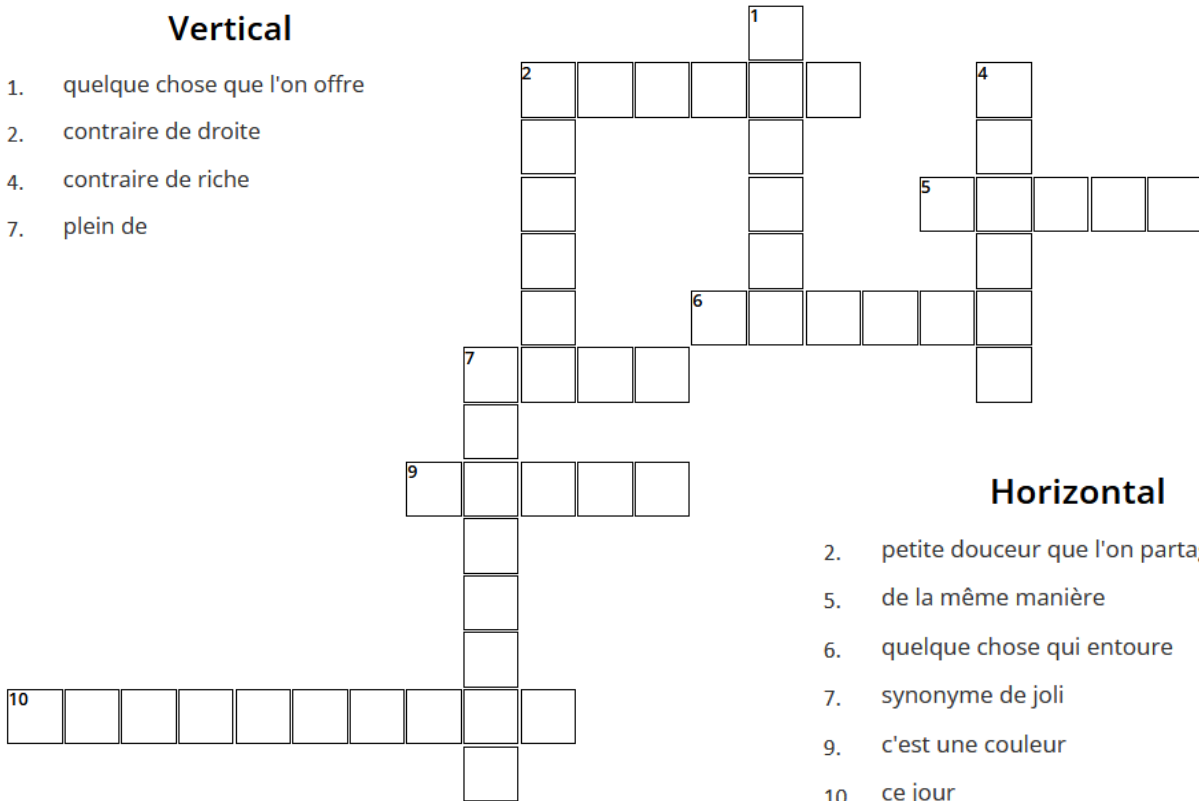 Vertical
1. quelque chose que l'on offre
2. contraire de droite
4. contraire de riche
7. plein de
1
2
4
5
6
7
9
10
Horizontal
2. petite douceur que l'on parta
5. de la même manière
6. quelque chose qui entoure
7. synonyme de joli
9. c'est une couleur
10 ce jour